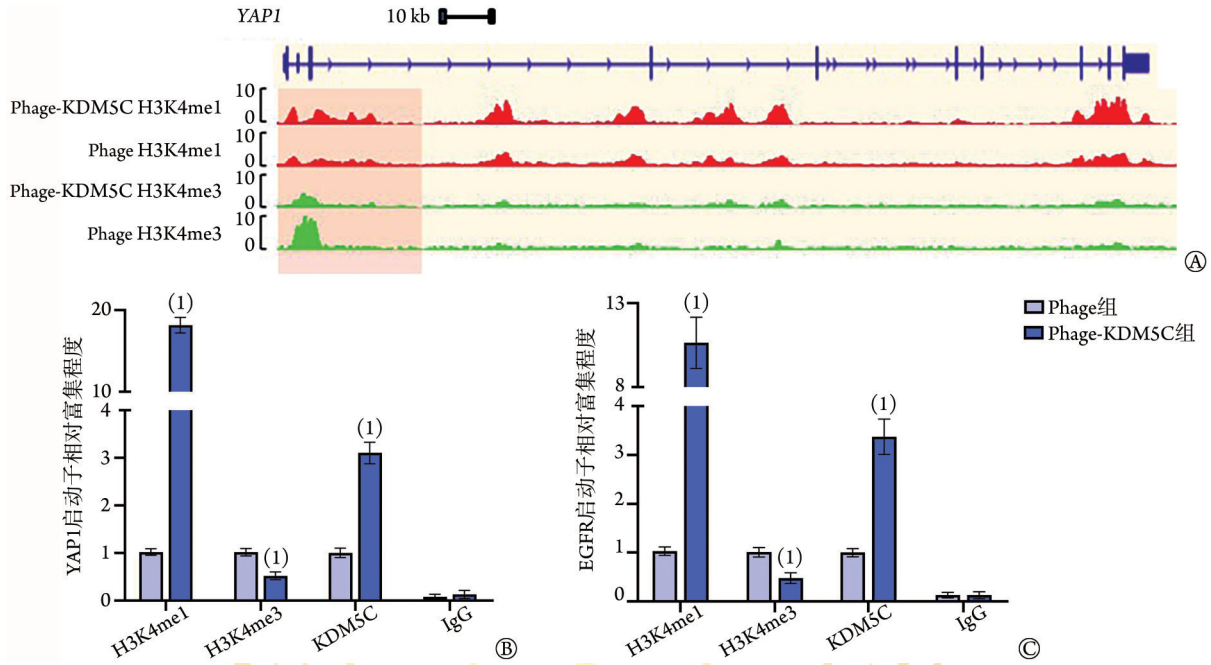 YAP1 10 kb
Phage-KDM5C H3K4me1 10 0
Phage H3K4me1 10 0
Phage-KDM5C H3K4me3 10 0
Phage H3K4me3 10 0
Ⓐ
YAP1启动子相对富集程度
20
10
4
3
2
1
0
(1)
(1)
(1)
H3K4me1 H3K4me3 KDM5C IgG
Ⓑ
EGFR启动子相对富集程度
13
8
4
3
2
1
0
(1)
(1)
(1)
H3K4me1 H3K4me3 KDM5C IgG
Ⓒ
Phage组
Phage-KDM5C组